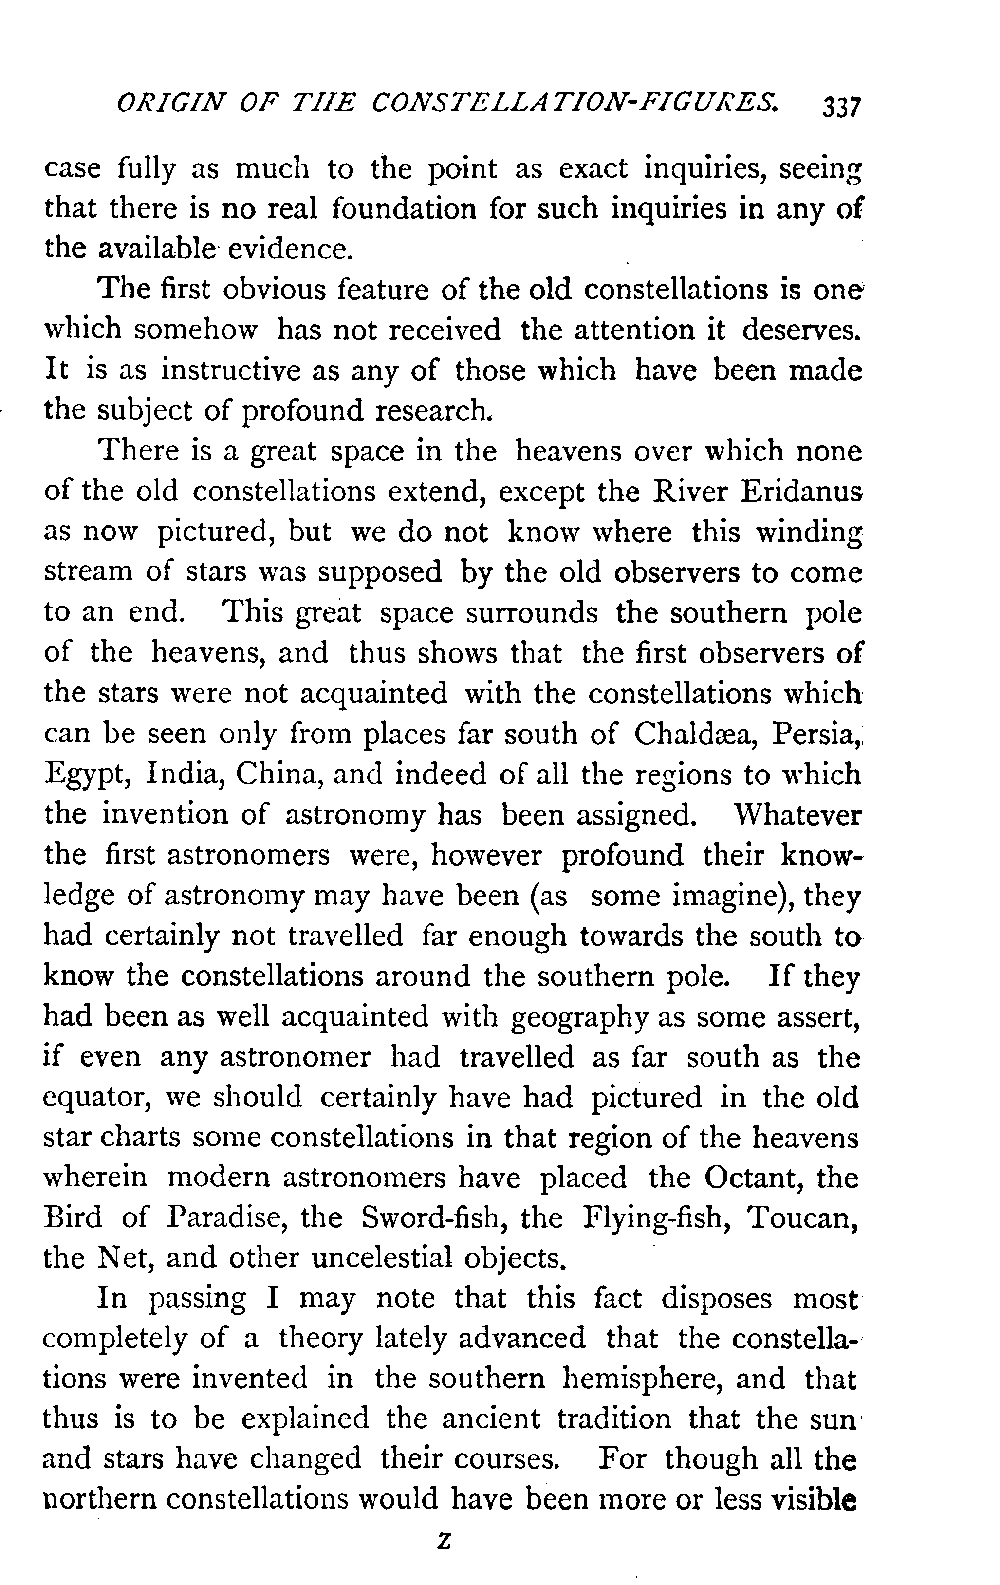 ORIGIN OF THE CONSTELLATION-FIGURES. 337
case fully as much to the point as exact inquiries, seeing
that there is no real foundation for such inquiries in any of
the available evidence.
The first obvious feature of the old constellations is one
which somehow has not received the attention it deserves.
It is as instructive as any of those which have been made
the subject of profound research.
There is a great space in the heavens over which none
of the old constellations extend, except the River Eridanus
as now pictured, but we do not know where this winding
stream of stars was supposed by the old observers to come
to an end. This great space surrounds the southern pole
of the heavens, and thus shows that the first observers of
the stars were not acquainted with the constellations which
can be seen only from places far south of Chaldæa, Persia,
Egypt, India, China, and indeed of all the regions to which
the invention of astronomy has been assigned. Whatever
the first astronomers were, however profound their know-
ledge of astronomy may have been (as some imagine), they
had certainly not travelled far enough towards the south to
know the constellations around the southern pole. If they
had been as well acquainted with geography as some assert,
if even any astronomer had travelled as far south as the
equator, we should certainly have had pictured in the old
star charts some constellations in that region of the heavens
wherein modern astronomers have placed the Octant, the
Bird of Paradise, the Sword-fish, the Flying-fish, Toucan,
the Net, and other uncelestial objects.
In passing I may note that this fact disposes most
completely of a theory lately advanced that the constella-
tions were invented in the southern hemisphere, and that
thus is to be explained the ancient tradition that the sun
and stars have changed their courses. For though all the
northern constellations would have been more or less visible
Z